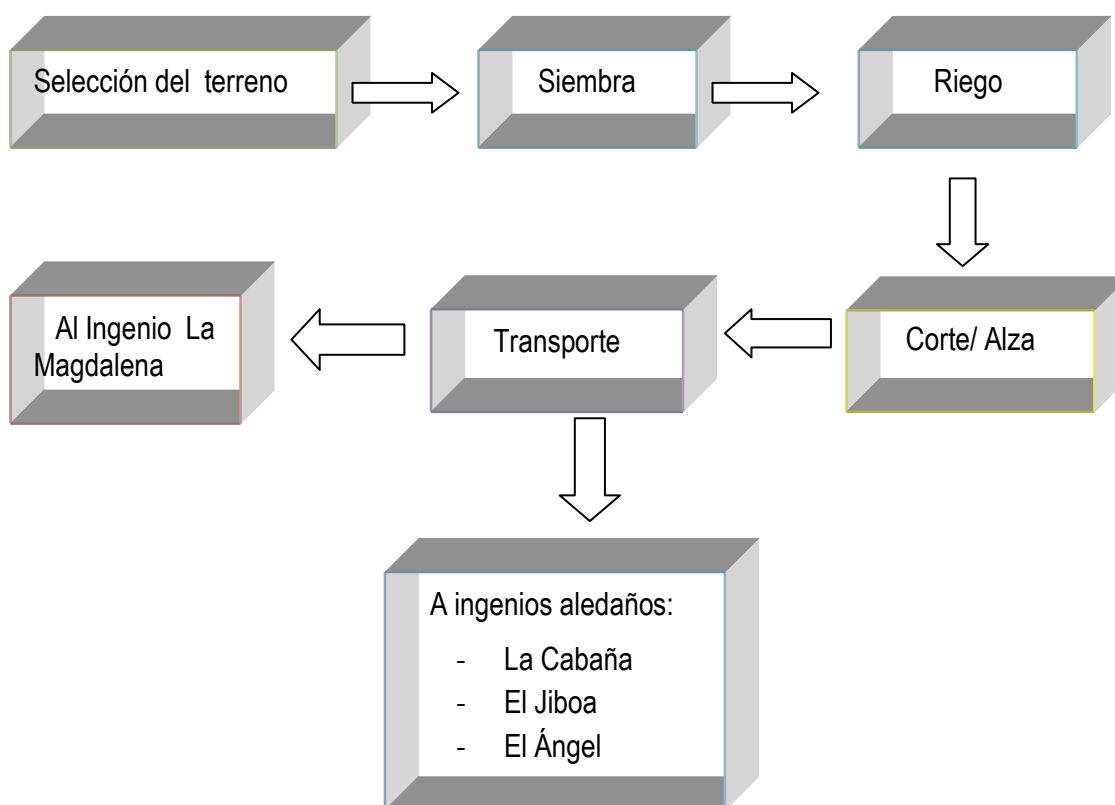 Selección del terreno
Siembra
Riego
Al Ingenio La
Magdalena
Transporte
Corte/ Alza
A ingenios aledaños:
- La Cabaña
- El Jiboa
- El Ángel